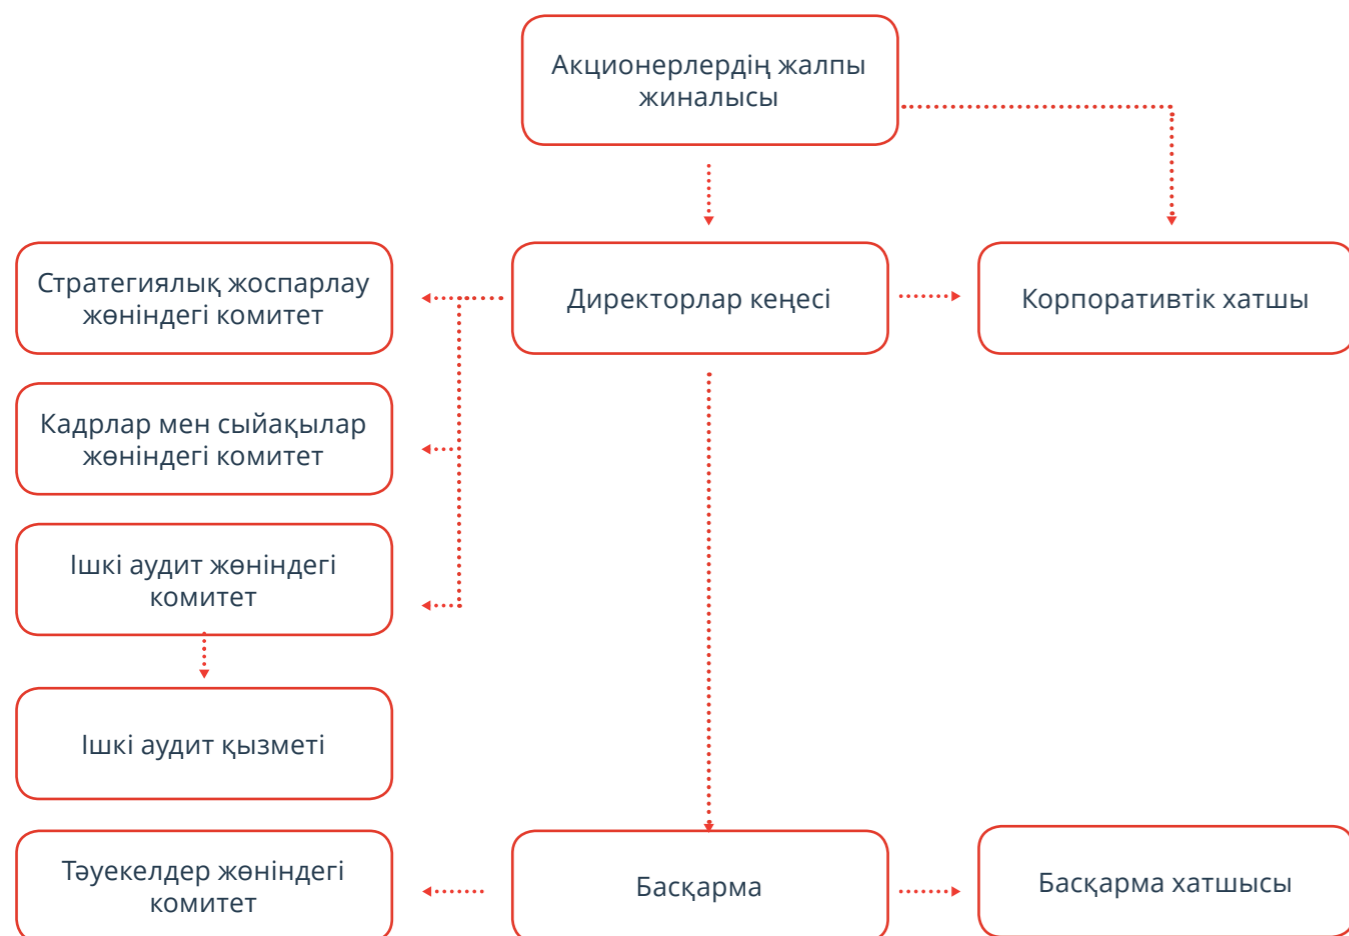 Акционерлердің жалпы
жиналысы
Стратегиялық жоспарлау
жөніндегі комитет
Директорлар кеңесі
Корпоративтік хатшы
Кадрлар мен сыйақылар
жөніндегі комитет
Ішкі аудит жөніндегі
комитет
Ішкі аудит қызметі
Тәуекелдер жөніндегі
комитет
Басқарма
Басқарма хатшысы